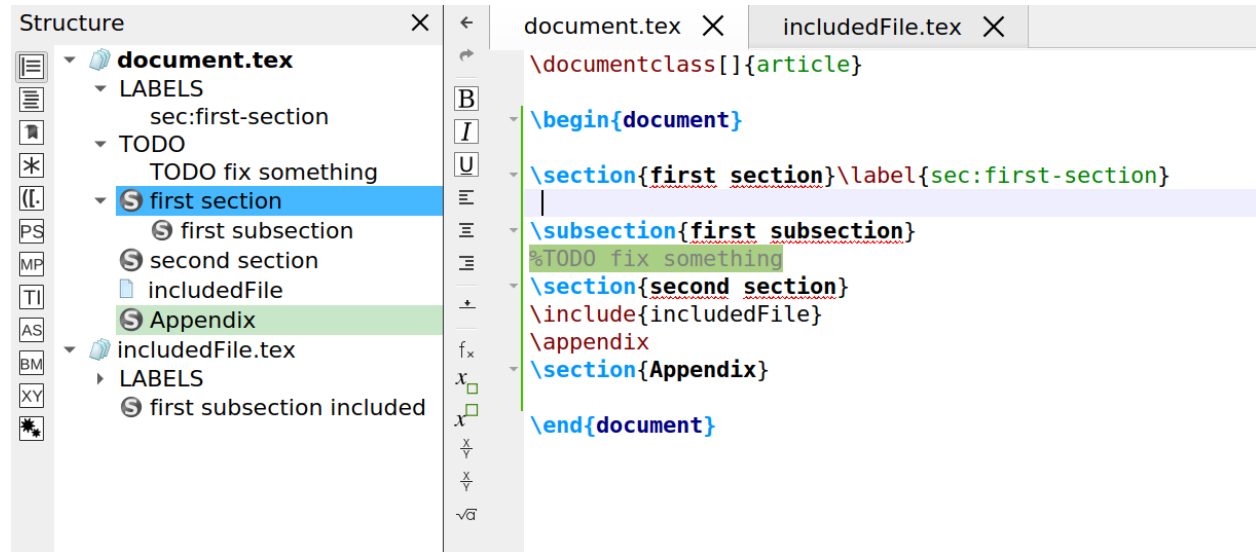 Structure
document.tex
LABELS
sec:first-section
TODO
TODO fix something
S first section
S first subsection
S second section
includedFile
S Appendix
includedFile.tex
LABELS
S first subsection included
([.
PS
MP
TI
AS
BM
XY
B
I
U
fx
x
x
X
Y
X
Y
√a
document.tex
includedFile.tex
\documentclass[]{article}
\begin{document}
\section{first section}\label{sec:first-section}
\subsection{first subsection}
%TODO fix something
\section{second section}
\include{includedFile}
\appendix
\section{Appendix}
\end{document}